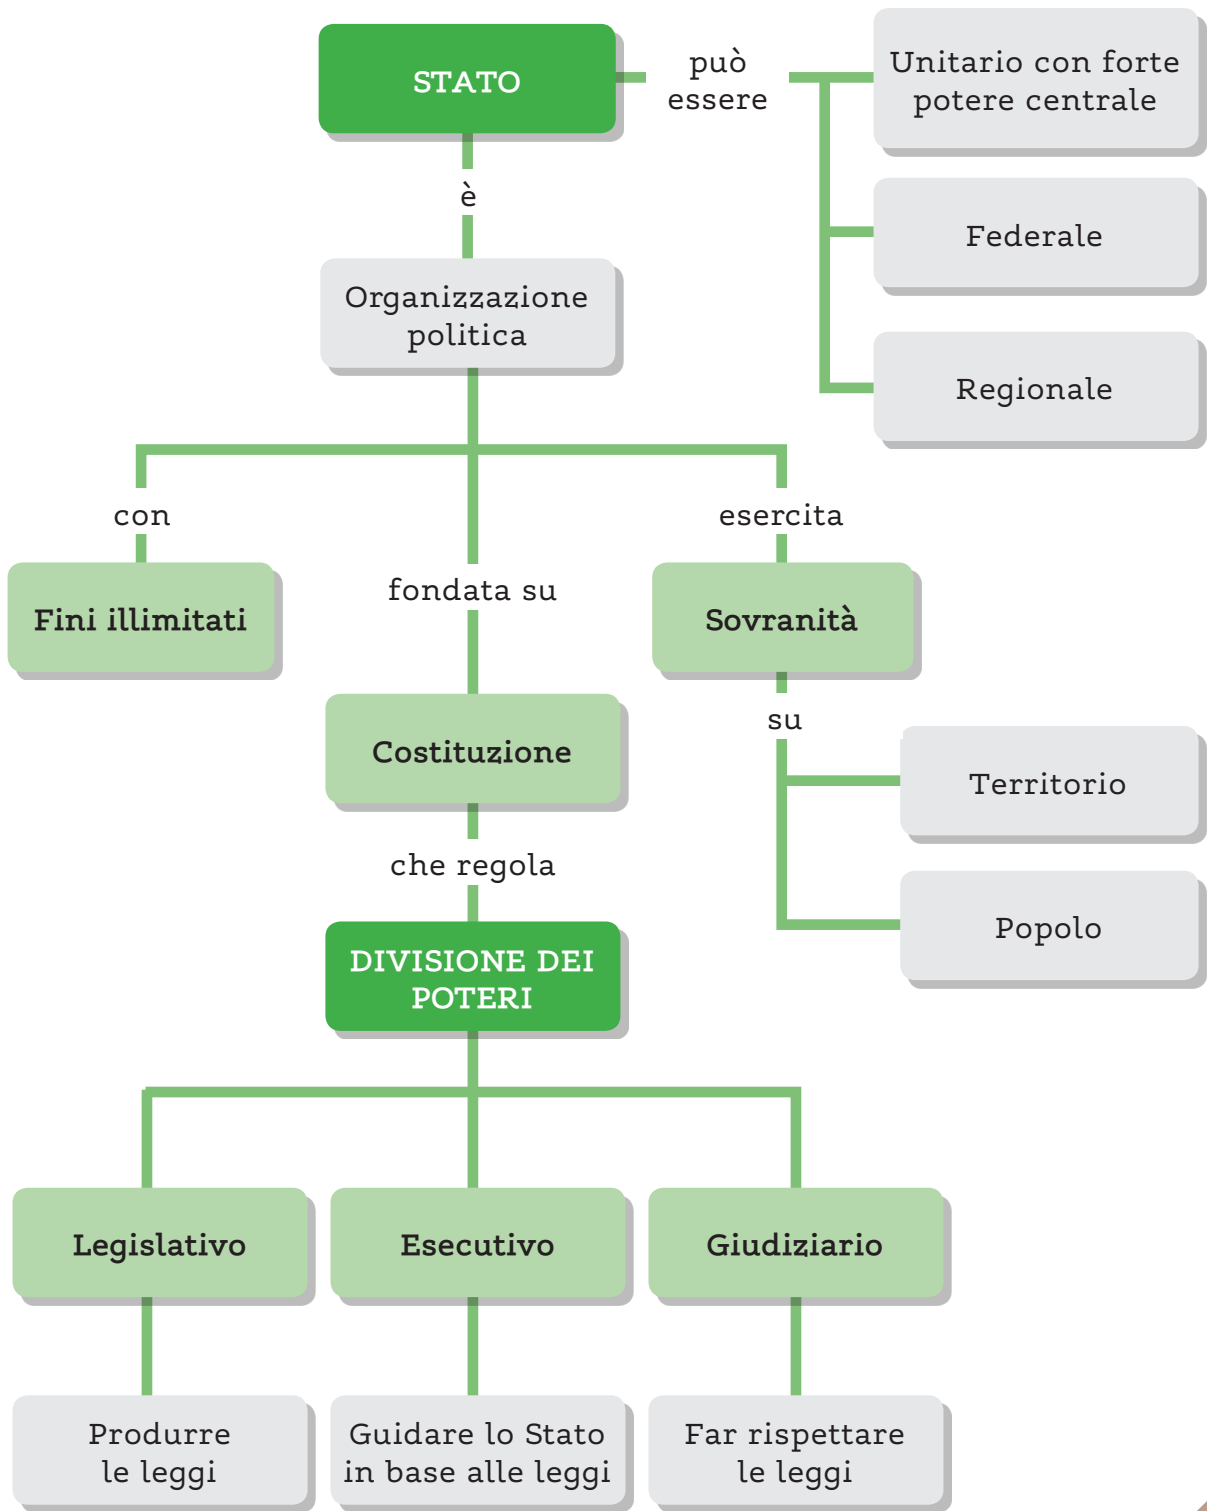 STATO
può
essere
Unitario con forte
potere centrale
Federale
Regionale
è
Organizzazione
politica
con
Fini illimitati
fondata su
Costituzione
esercita
Sovranità
su
Territorio
Popolo
che regola
DIVISIONE DEI
POTERI
Legislativo
Esecutivo
Giudiziario
Produrre
le leggi
Guidare lo Stato
in base alle leggi
Far rispettare
le leggi